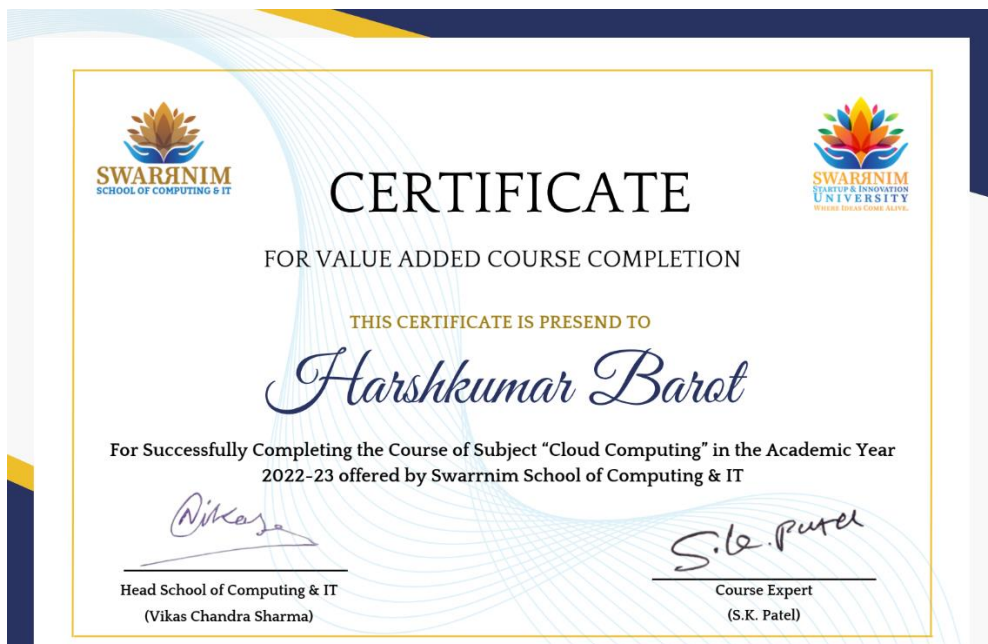 SWARЯNIM
SCHOOL OF COMPUTING & IT
SWARЯNIM
STARTUP & INNOVATION
UNIVERSITY
WHERE IDEAS COME ALIVE.
CERTIFICATE
FOR VALUE ADDED COURSE COMPLETION
THIS CERTIFICATE IS PRESEND TO
Harshkumar Barot
For Successfully Completing the Course of Subject “Cloud Computing” in the Academic Year
2022-23 offered by Swarrnim School of Computing & IT
S.k. Patel
Head School of Computing & IT
(Vikas Chandra Sharma)
Course Expert
(S.K. Patel)